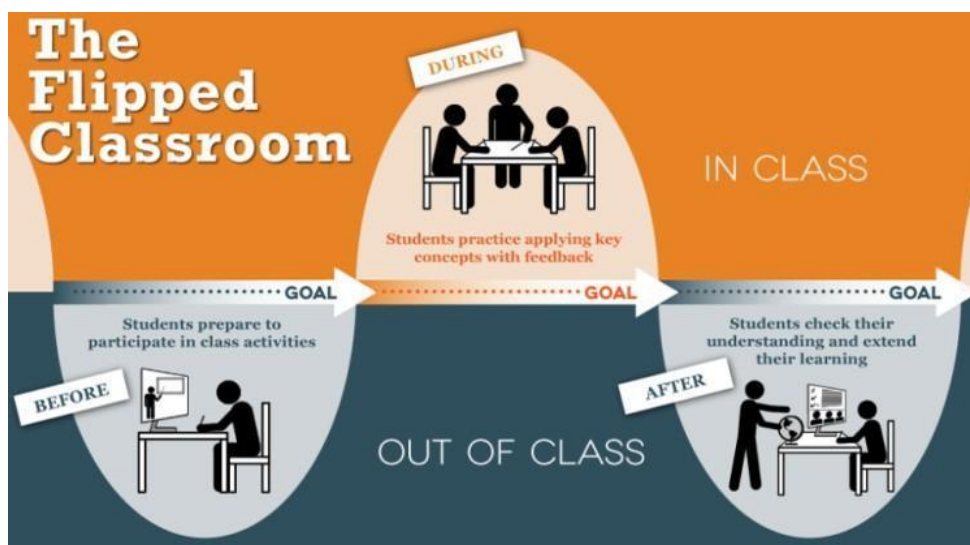 The
Flipped
Classroom
DURING
IN CLASS
Students practice applying key
concepts with feedback
GOAL
GOAL
GOAL
Students prepare to
participate in class activities
BEFORE
OUT OF CLASS
Students check their
understanding and extend
their learning
AFTER